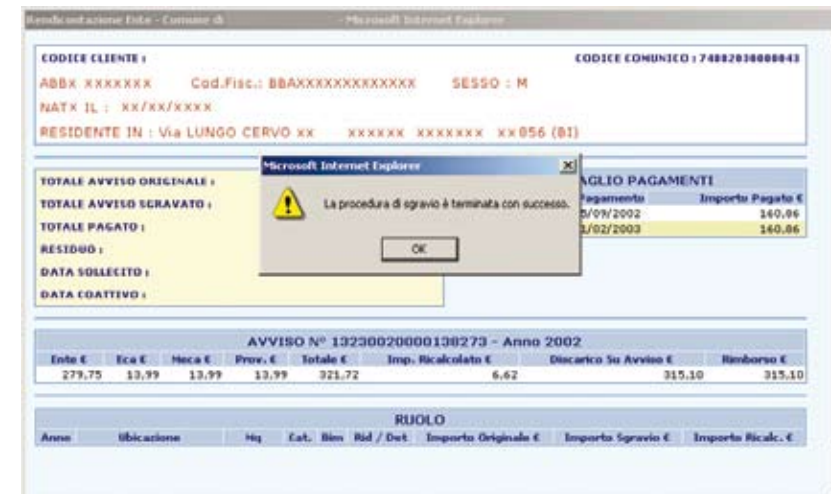 Rendicontazione Ente - Comune di - Microsoft Internet Explorer
CODICE CLIENTE : CODICE COMUNICO : 74002030000043
ABBX XXXXXXX Cod.Fisc.: BBAXXXXXXXXXXXXX SESSO : M
NATX IL : XX/XX/XXXX
RESIDENTE IN : Via LUNGO CERVO XX XXXXXX XXXXXXX XX056 (BI)
Microsoft Internet Explorer
La procedura di sgravio è terminata con successo.
OK
TOTALE AVVISO ORIGINALE :
TOTALE AVVISO SGRAVATO :
TOTALE PAGATO :
RESIDUO :
DATA SOLLECITO :
DATA COATTIVO :
AGLIO PAGAMENTI
Pagamento Importo Pagato €
5/09/2002 160,86
1/02/2003 160,86
AVVISO N° 13230020000138273 - Anno 2002
Ente € Eca € Meca € Prov. € Totale € Imp. Ricalcolato € Discarico Su Avviso € Rimborso €
279,75 13,99 13,99 13,99 321,72 6,62 315,10 315,10
RUOLO
Anno Ubicazione Mq Cat. Bim Rid / Det Importo Originale € Importo Sgravio € Importo Ricalc. €